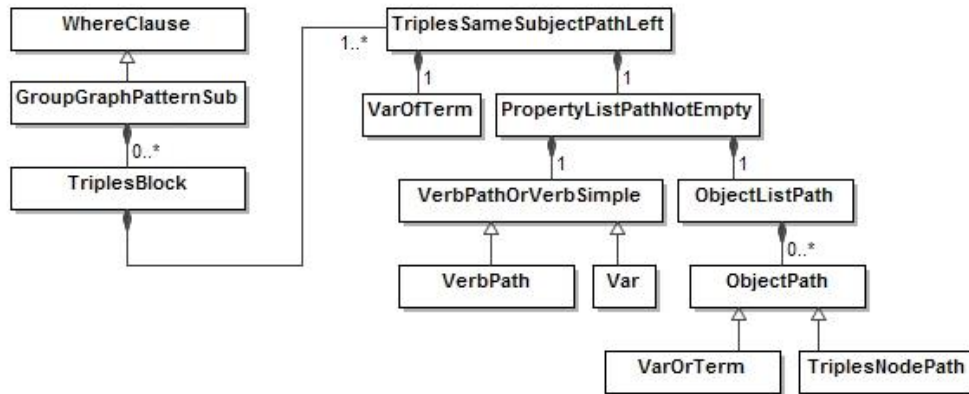 WhereClause
GroupGraphPatternSub
0..*
TriplesBlock
1..*
TriplesSameSubjectPathLeft
1
1
VarOfTerm
PropertyListPathNotEmpty
1
1
VerbPathOrVerbSimple
ObjectListPath
0..*
VerbPath
Var
ObjectPath
VarOrTerm
TriplesNodePath